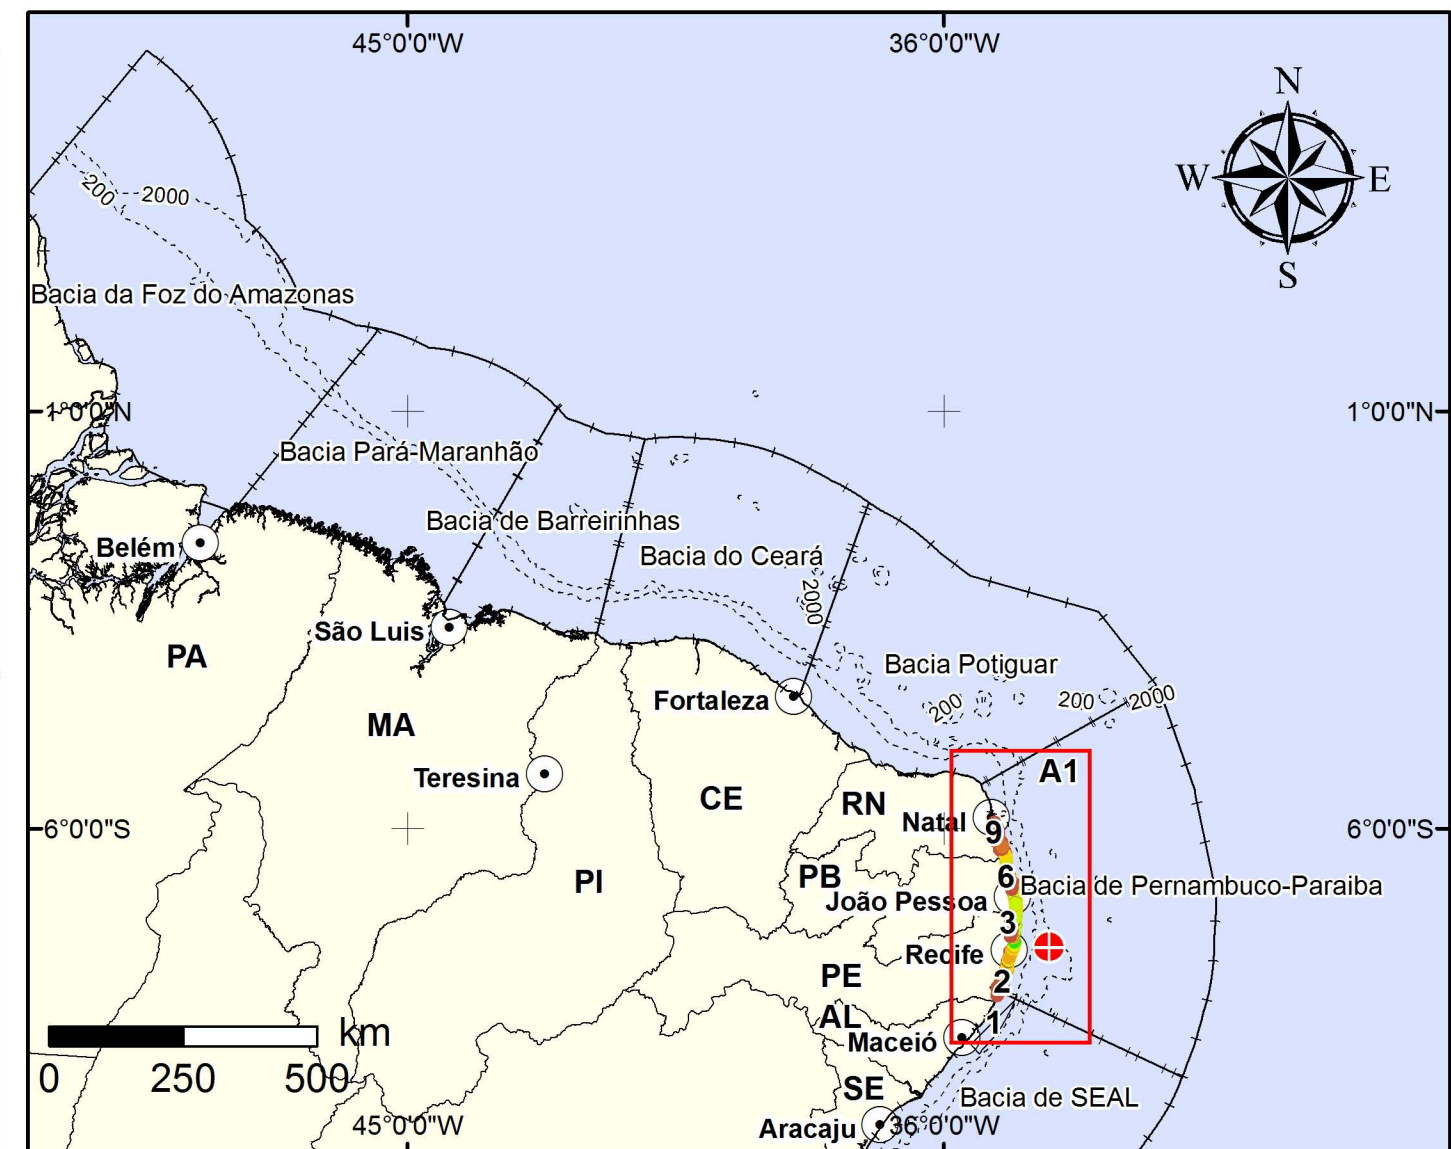 45°0'0"W
36°0'0"W
N
W
E
S
200
2000
Bacia da Foz do Amazonas
1°0'0"N
1°0'0"N
Bacia Pará-Maranhão
Bacia de Barreirinhas
Belém
Bacia do Ceará
2000
São Luis
PA
Bacia Potiguar
Fortaleza
200
200
2000
MA
Teresina
A1
CE
RN
Natal
9
6°0'0"S
6°0'0"S
PI
PB
6
Bacia de Pernambuco-Paraiba
João Pessoa
3
Recife
PE
2
AL
1
Maceió
km
0
250
500
SE
Bacia de SEAL
45°0'0"W
Aracaju
36°0'0"W